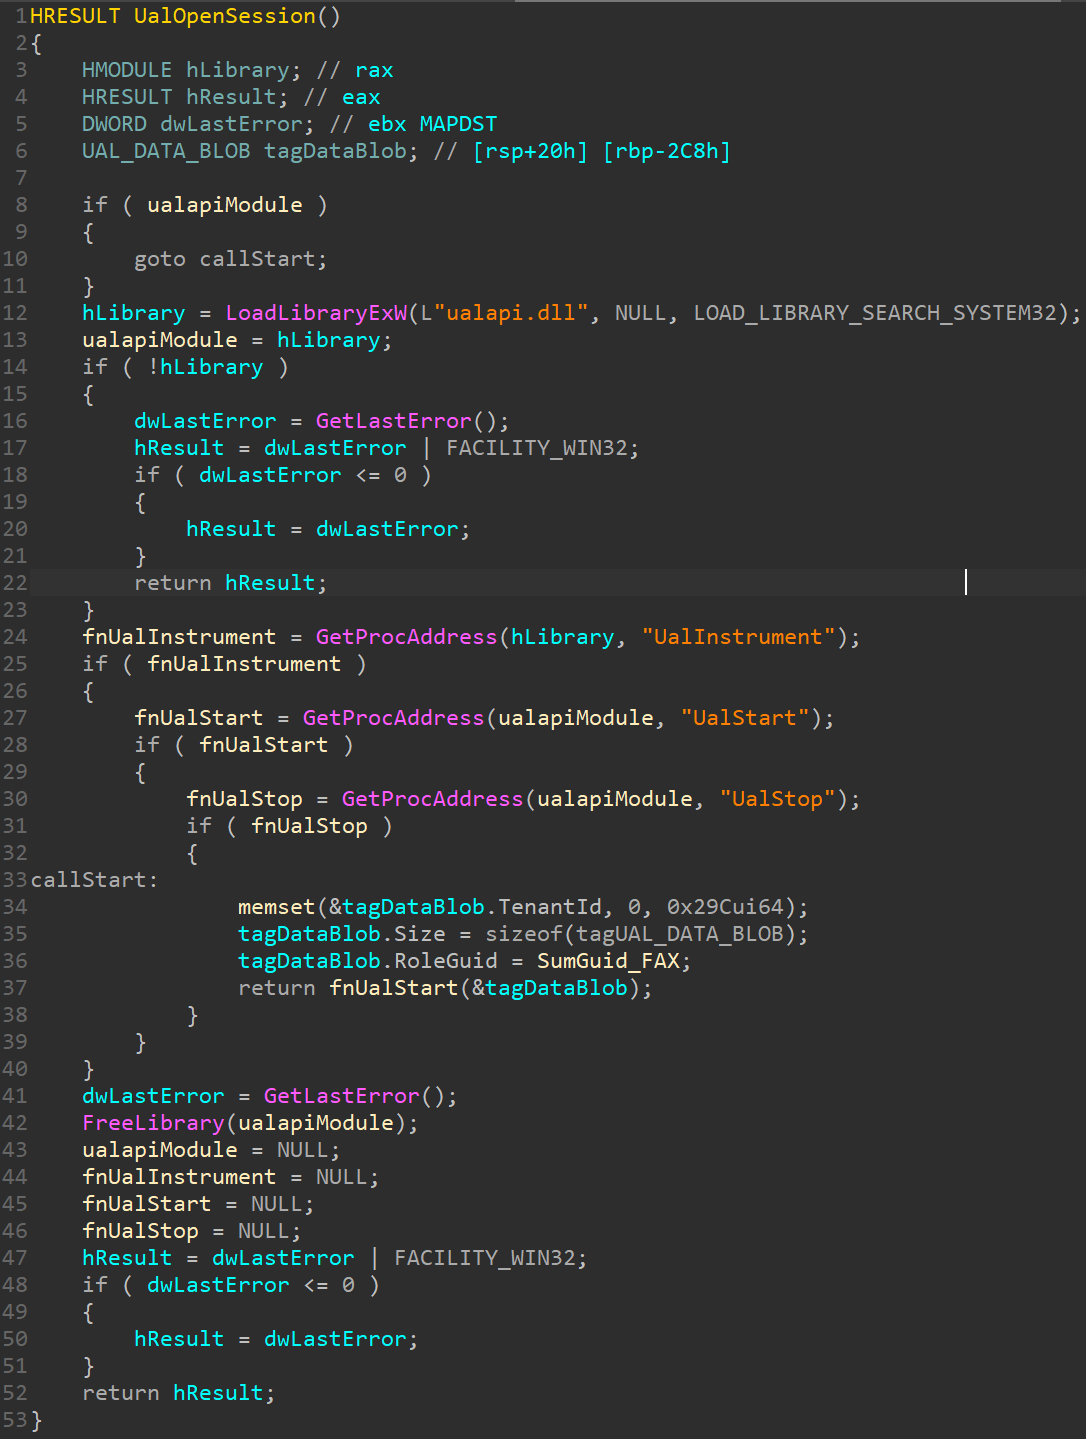 1 HRESULT UalOpenSession()
2 {
3     HMODULE hLibrary; // rax
4     HRESULT hResult; // eax
5     DWORD dwLastError; // ebx MAPDST
6     UAL_DATA_BLOB tagDataBlob; // [rsp+20h] [rbp-2C8h]
7
8     if ( ualapiModule )
9     {
10         goto callStart;
11     }
12     hLibrary = LoadLibraryExW(L"ualapi.dll", NULL, LOAD_LIBRARY_SEARCH_SYSTEM32);
13     ualapiModule = hLibrary;
14     if ( !hLibrary )
15     {
16         dwLastError = GetLastError();
17         hResult = dwLastError | FACILITY_WIN32;
18         if ( dwLastError <= 0 )
19         {
20             hResult = dwLastError;
21         }
22         return hResult;
23     }
24     fnUalInstrument = GetProcAddress(hLibrary, "UalInstrument");
25     if ( fnUalInstrument )
26     {
27         fnUalStart = GetProcAddress(ualapiModule, "UalStart");
28         if ( fnUalStart )
29         {
30             fnUalStop = GetProcAddress(ualapiModule, "UalStop");
31             if ( fnUalStop )
32             {
33 callStart:
34                 memset(&tagDataBlob.TenantId, 0, 0x29Cui64);
35                 tagDataBlob.Size = sizeof(tagUAL_DATA_BLOB);
36                 tagDataBlob.RoleGuid = SumGuid_FAX;
37                 return fnUalStart(&tagDataBlob);
38             }
39         }
40     }
41     dwLastError = GetLastError();
42     FreeLibrary(ualapiModule);
43     ualapiModule = NULL;
44     fnUalInstrument = NULL;
45     fnUalStart = NULL;
46     fnUalStop = NULL;
47     hResult = dwLastError | FACILITY_WIN32;
48     if ( dwLastError <= 0 )
49     {
50         hResult = dwLastError;
51     }
52     return hResult;
53 }